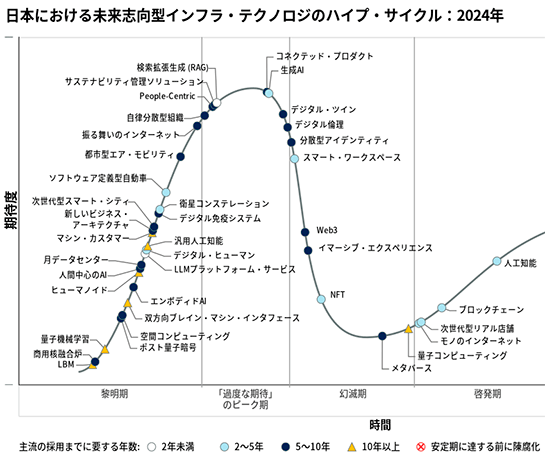 日本における未来志向型インフラ・テクノロジのハイプ・サイクル：2024年
コネクテッド・プロダクト
検索拡張生成 (RAG)
生成AI
サステナビリティ管理ソリューション
People-Centric
デジタル・ツイン
自律分散型組織
デジタル倫理
振る舞いのインターネット
分散型アイデンティティ
都市型エア・モビリティ
スマート・ワークスペース
ソフトウェア定義型自動車
次世代型スマート・シティ
衛星コンステレーション
新しいビジネス・
アーキテクチャ
デジタル免疫システム
マシン・カスタマー
汎用人工知能
Web3
デジタル・ヒューマン
イマーシブ・エクスペリエンス
月データセンター
LLMプラットフォーム・サービス
人工知能
人間中心のAI
ヒューマノイド
エンボディドAI
NFT
双方向ブレイン・マシン・インタフェース
ブロックチェーン
量子機械学習
空間コンピューティング
次世代型リアル店舗
ポスト量子暗号
モノのインターネット
商用核融合炉
量子コンピューティング
LBM
メタバース
期待度
黎明期
「過度な期待」
のピーク期
幻滅期
啓発期
時間
主流の採用までに要する年数:
2年未満
2～5年
5～10年
10年以上
安定期に達する前に陳腐化